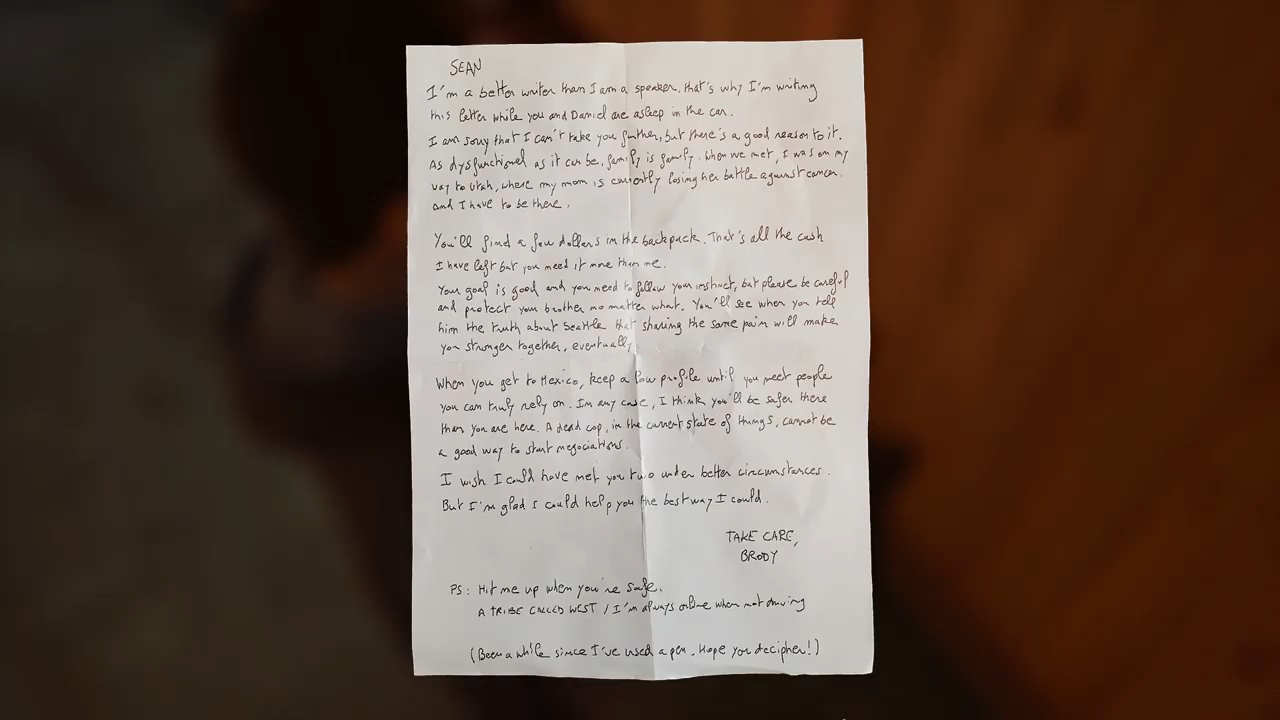 SEAN
I'm a better writer than I am a speaker, that's why I'm writing
this letter while you and Daniel are asleep in the car.
I am sorry that I can't take you further, but there's a good reason to it.
As dysfunctional as it can be, family is family. When we met, I was on my
way to Utah, where my mom is currently losing her battle against cancer.
and I have to be there.
You'll find a few dollars in the backpack. That's all the cash
I have left but you need it more than me.
Your goal is good and you need to follow your instinct, but please be careful
and protect your brother no matter what. You'll see when you tell
him the truth about Seattle that sharing the same pain will make
you stronger together, eventually.
When you get to Mexico, keep a low profile until you meet people
you can truly rely on. In any case, I think you'll be safer there
than you are here. A dead cop, in the current state of things, cannot be
a good way to start negociations.
I wish I could have met you two under better circumstances.
But I'm glad I could help you the best way I could.
TAKE CARE,
BRODY
PS: Hit me up when you're safe.
A TRIBE CALLED WEST / I'm always online when not driving
(Been a while since I've used a pen. Hope you decipher!)